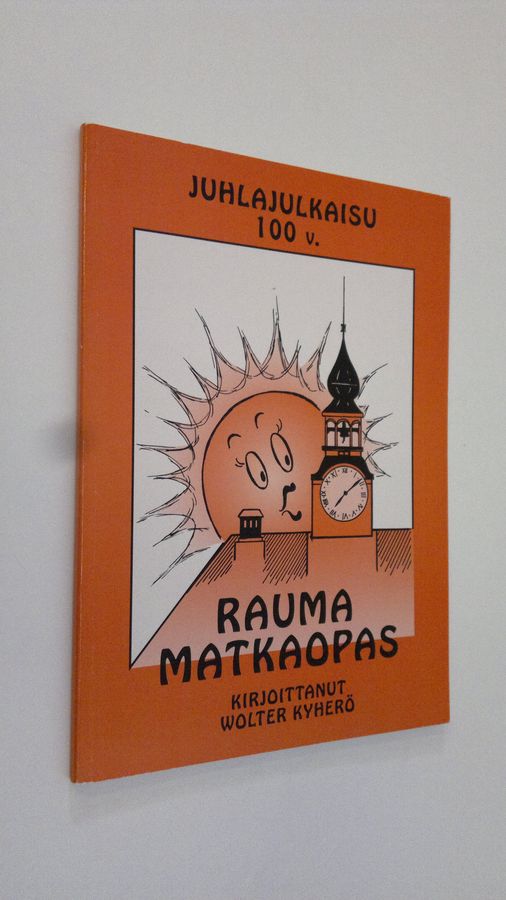 JUHLAJULKAISU
100 v.
RAUMA
MATKAOPAS
KIRJOITTANUT
WOLTER KYHERÖ